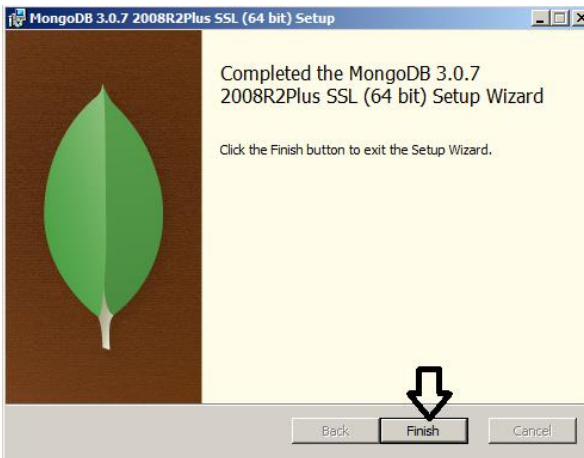 MongoDB 3.0.7 2008R2Plus SSL (64 bit) Setup
Completed the MongoDB 3.0.7
2008R2Plus SSL (64 bit) Setup Wizard
Click the Finish button to exit the Setup Wizard.
Back Finish Cancel